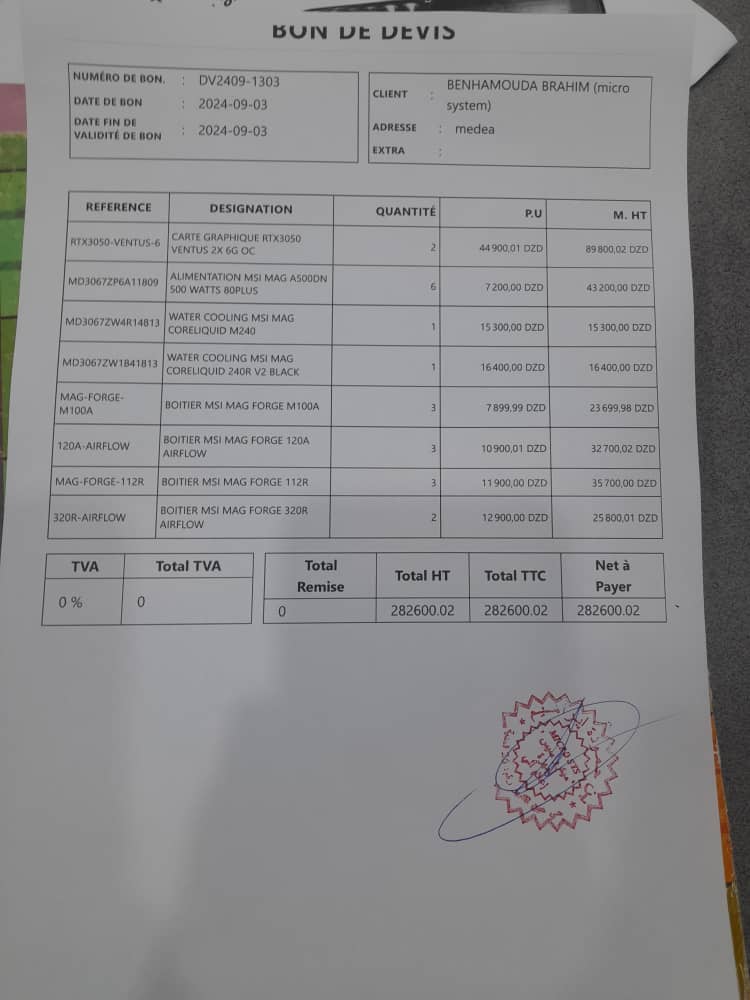 BON DE DEVIS
NUMÉRO DE BON. : DV2409-1303
DATE DE BON : 2024-09-03
DATE FIN DE
VALIDITÉ DE BON : 2024-09-03
CLIENT : BENHAMOUDA BRAHIM (micro
system)
ADRESSE : medea
EXTRA :
REFERENCE DESIGNATION QUANTITÉ P.U M. HT
RTX3050-VENTUS-6 CARTE GRAPHIQUE RTX3050
VENTUS 2X 6G OC 2 44 900,01 DZD 89 800,02 DZD
MD3067ZP6A11809 ALIMENTATION MSI MAG A500DN
500 WATTS 80PLUS 6 7 200,00 DZD 43 200,00 DZD
MD3067ZW4R14813 WATER COOLING MSI MAG
CORELIQUID M240 1 15 300,00 DZD 15 300,00 DZD
MD3067ZW1841813 WATER COOLING MSI MAG
CORELIQUID 240R V2 BLACK 1 16 400,00 DZD 16 400,00 DZD
MAG-FORGE-
M100A BOITIER MSI MAG FORGE M100A 3 7 899,99 DZD 23 699,98 DZD
120A-AIRFLOW BOITIER MSI MAG FORGE 120A
AIRFLOW 3 10 900,01 DZD 32 700,02 DZD
MAG-FORGE-112R BOITIER MSI MAG FORGE 112R 3 11 900,00 DZD 35 700,00 DZD
320R-AIRFLOW BOITIER MSI MAG FORGE 320R
AIRFLOW 2 12 900,00 DZD 25 800,01 DZD
TVA Total TVA
0 % 0
Total
Remise Total HT Total TTC Net à
Payer
0 282600.02 282600.02 282600.02